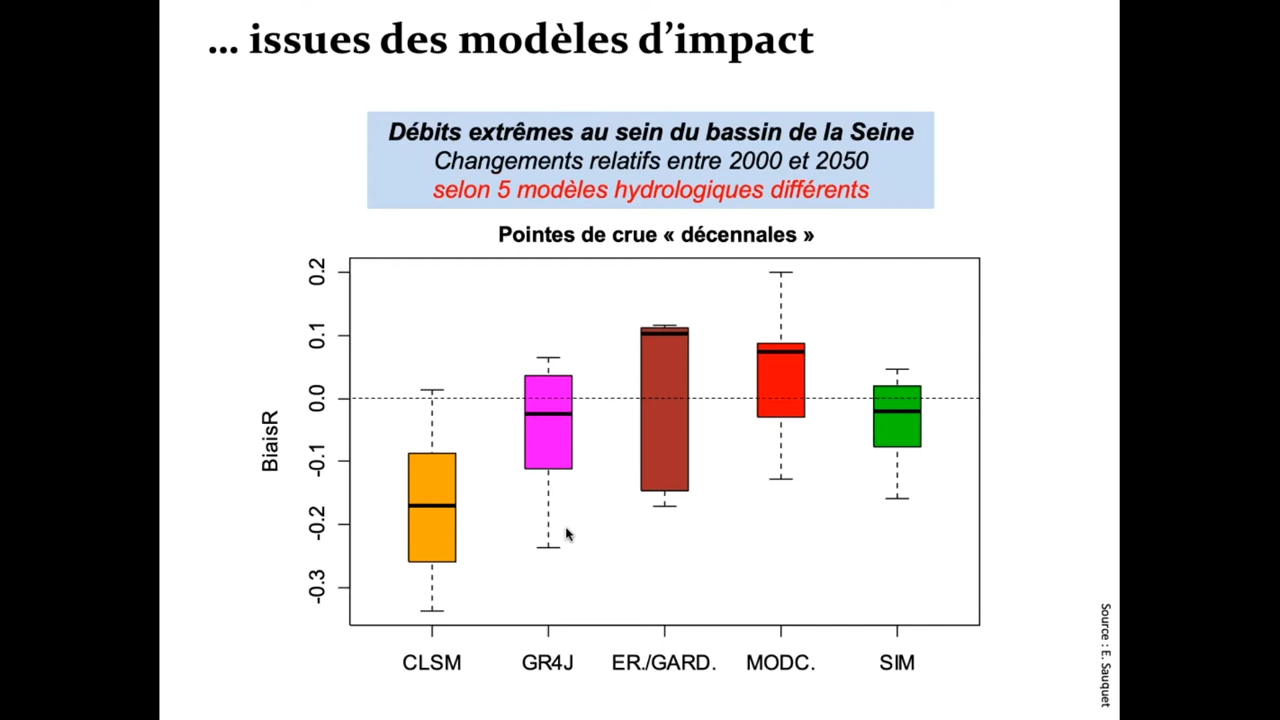 ... issues des modèles d’impact
Débits extrêmes au sein du bassin de la Seine
Changements relatifs entre 2000 et 2050
selon 5 modèles hydrologiques différents
Pointes de crue « décennales »
0.2
0.1
0.0
-0.1
-0.2
-0.3
BiaisR
CLSM GR4J ER./GARD. MODC. SIM
Source : E. Sauquet